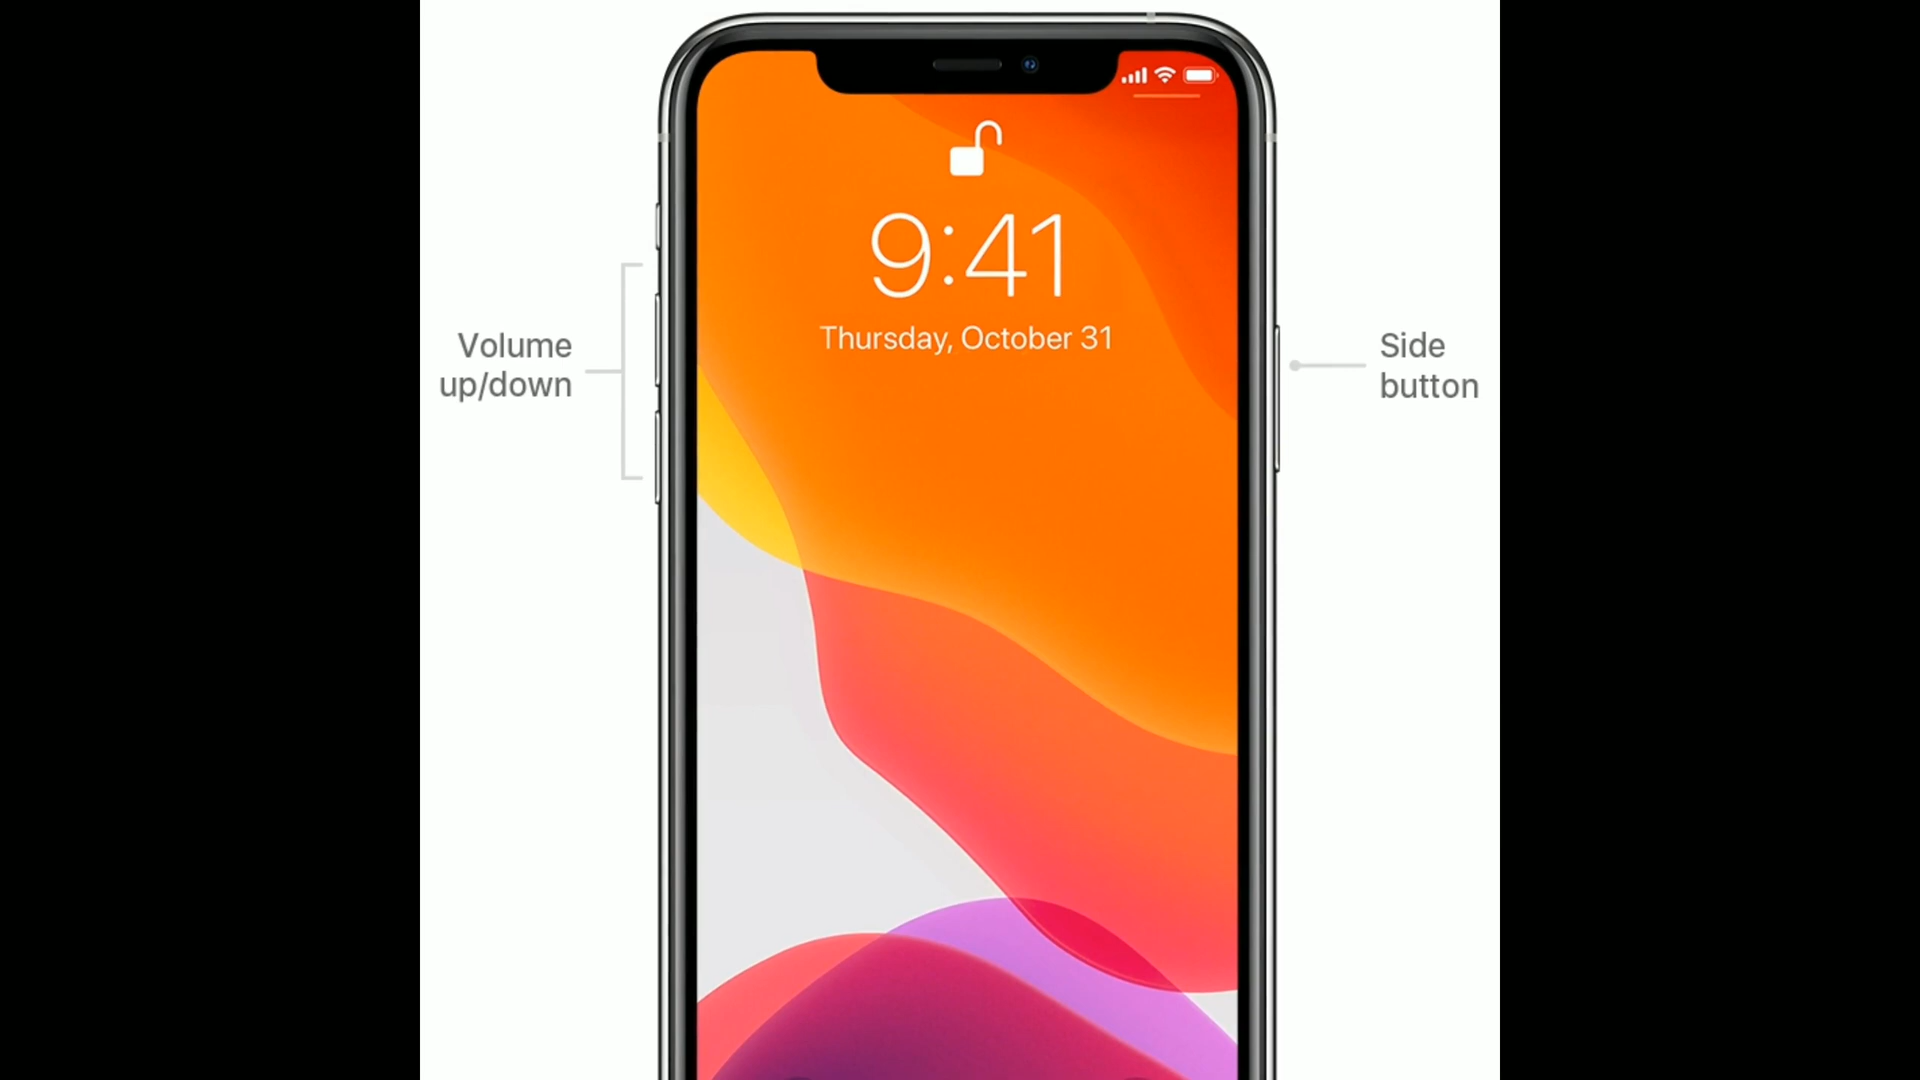 9:41
Thursday, October 31
Volume
up/down
Side
button